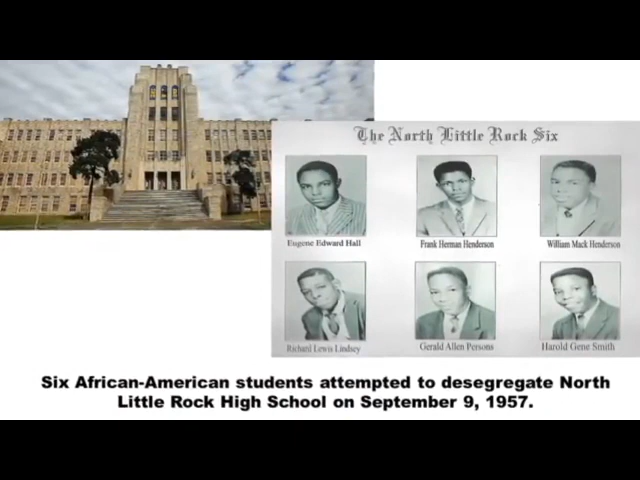 The North Little Rock Six
Eugene Edward Hall
Frank Herman Henderson
William Mack Henderson
Richard Lewis Lindsey
Gerald Allen Persons
Harold Gene Smith
Six African-American students attempted to desegregate North
Little Rock High School on September 9, 1957.